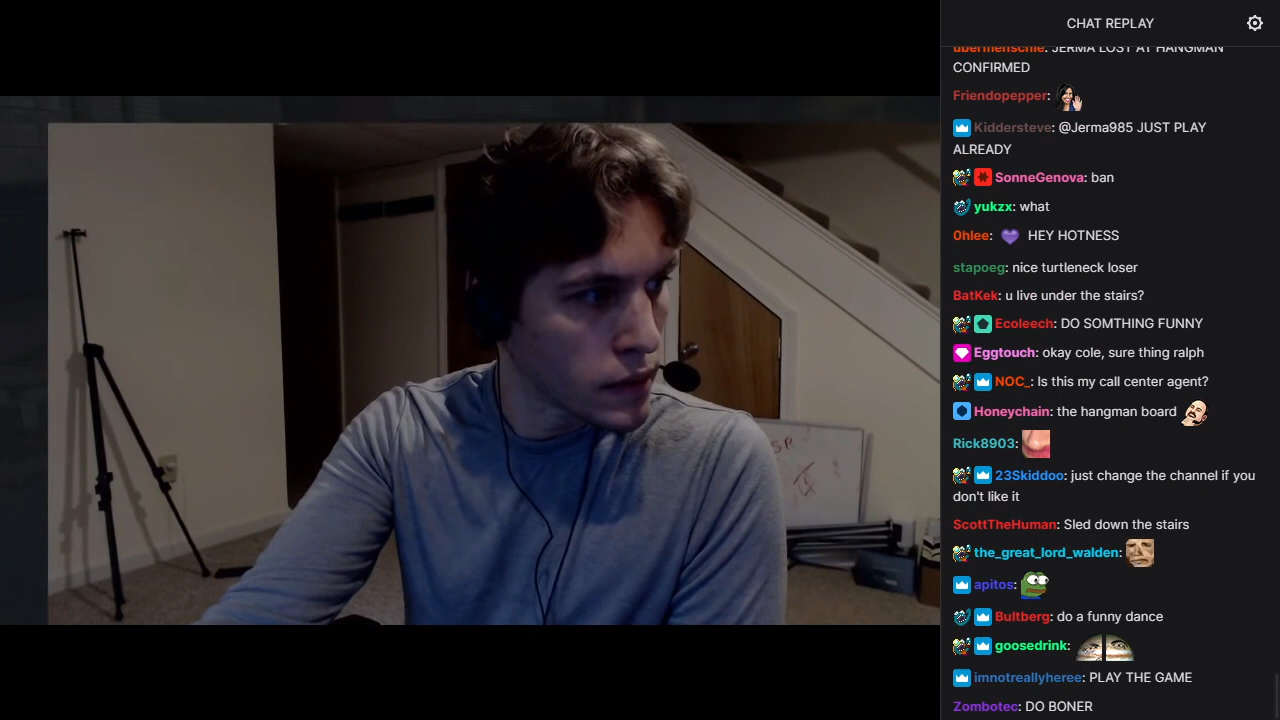 CHAT REPLAY
ubermenschie: JERMA LOST AT HANGMAN
CONFIRMED
Friendopepper:
Kiddersteve: @Jerma985 JUST PLAY
ALREADY
SonneGenova: ban
yukzx: what
0hlee: HEY HOTNESS
stapoeg: nice turtleneck loser
BatKek: u live under the stairs?
Ecoleech: DO SOMTHING FUNNY
Eggtouch: okay cole, sure thing ralph
NOC_: Is this my call center agent?
Honeychain: the hangman board
Rick8903:
23Skiddoo: just change the channel if you
don't like it
ScottTheHuman: Sled down the stairs
the_great_lord_walden:
apitos:
Bultberg: do a funny dance
goosedrink:
imnotreallyheree: PLAY THE GAME
Zombotec: DO BONER